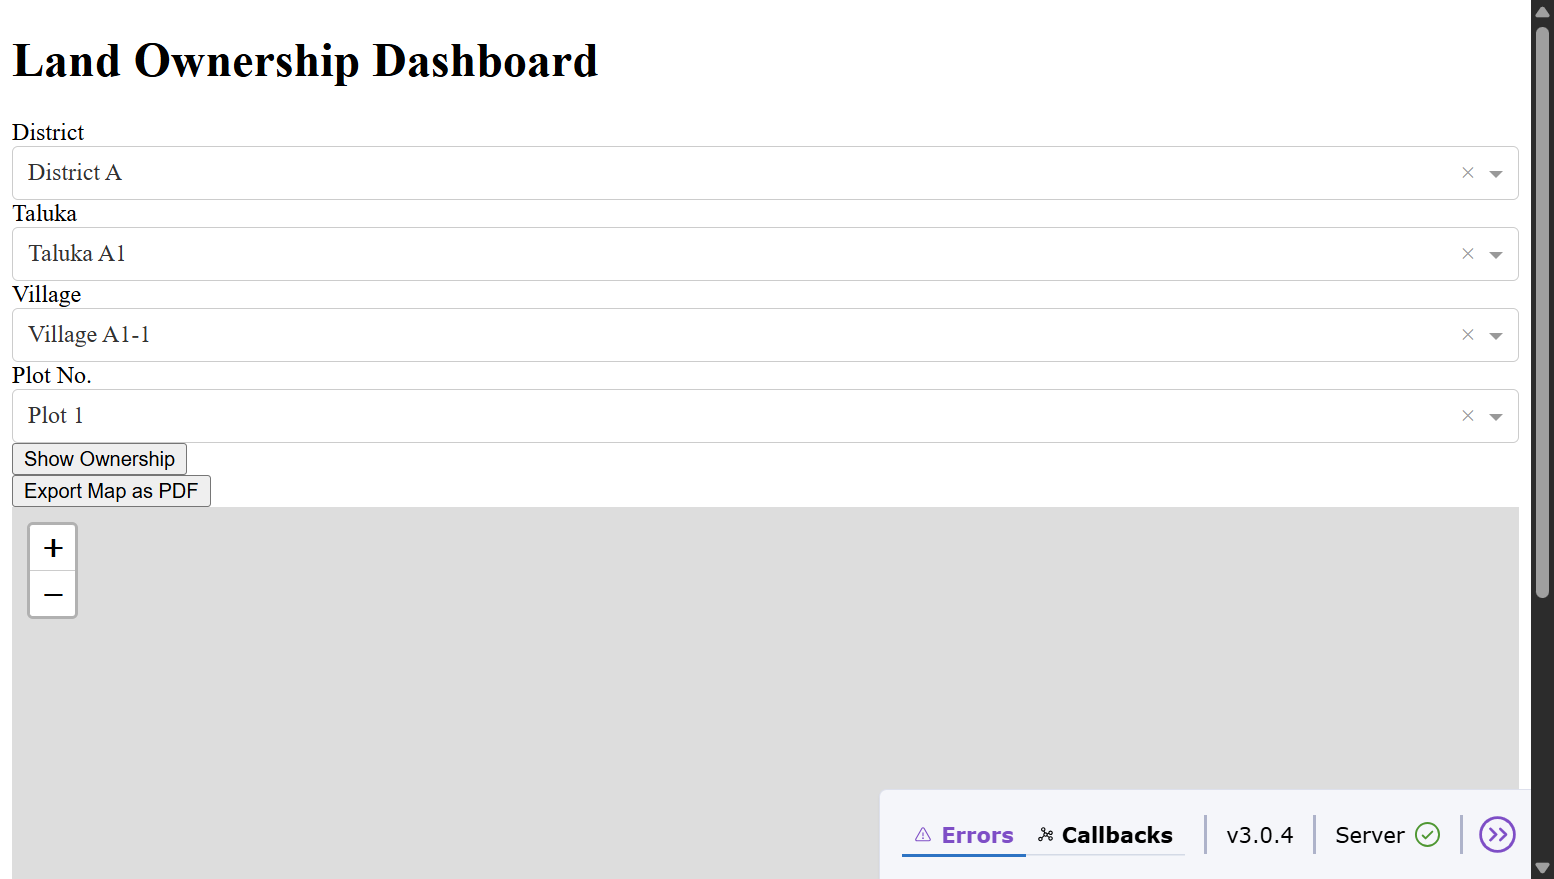 Land Ownership Dashboard
District
District A
Taluka
Taluka A1
Village
Village A1-1
Plot No.
Plot 1
Show Ownership
Export Map as PDF
+
−
Errors Callbacks v3.0.4 Server